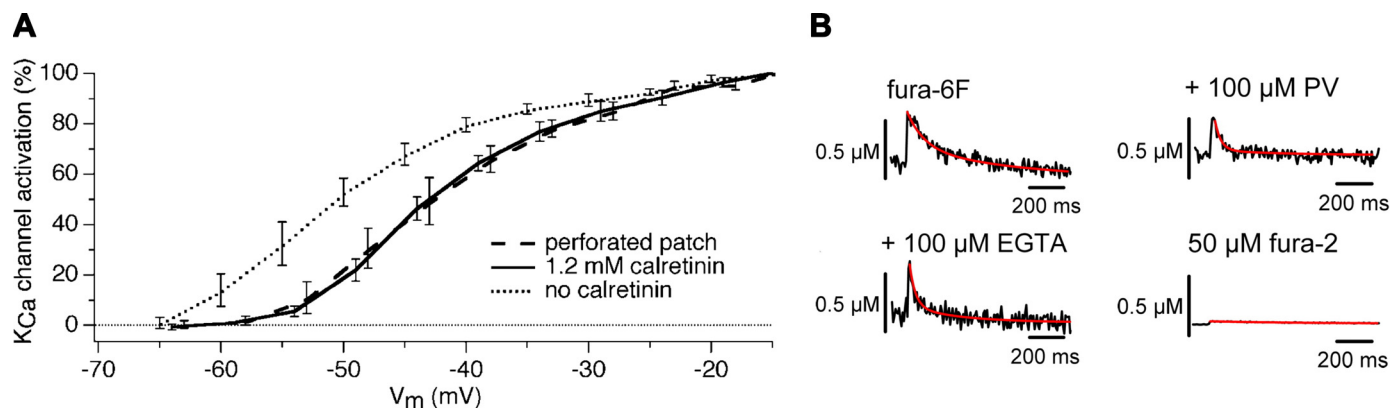 A
KCa channel activation (%)
100
80
60
40
20
0
-70
-60
-50
-40
-30
-20
Vm (mV)
perforated patch
1.2 mM calretinin
no calretinin
B
fura-6F
0.5 µM
200 ms
+ 100 µM PV
0.5 µM
200 ms
+ 100 µM EGTA
0.5 µM
200 ms
50 µM fura-2
0.5 µM
200 ms